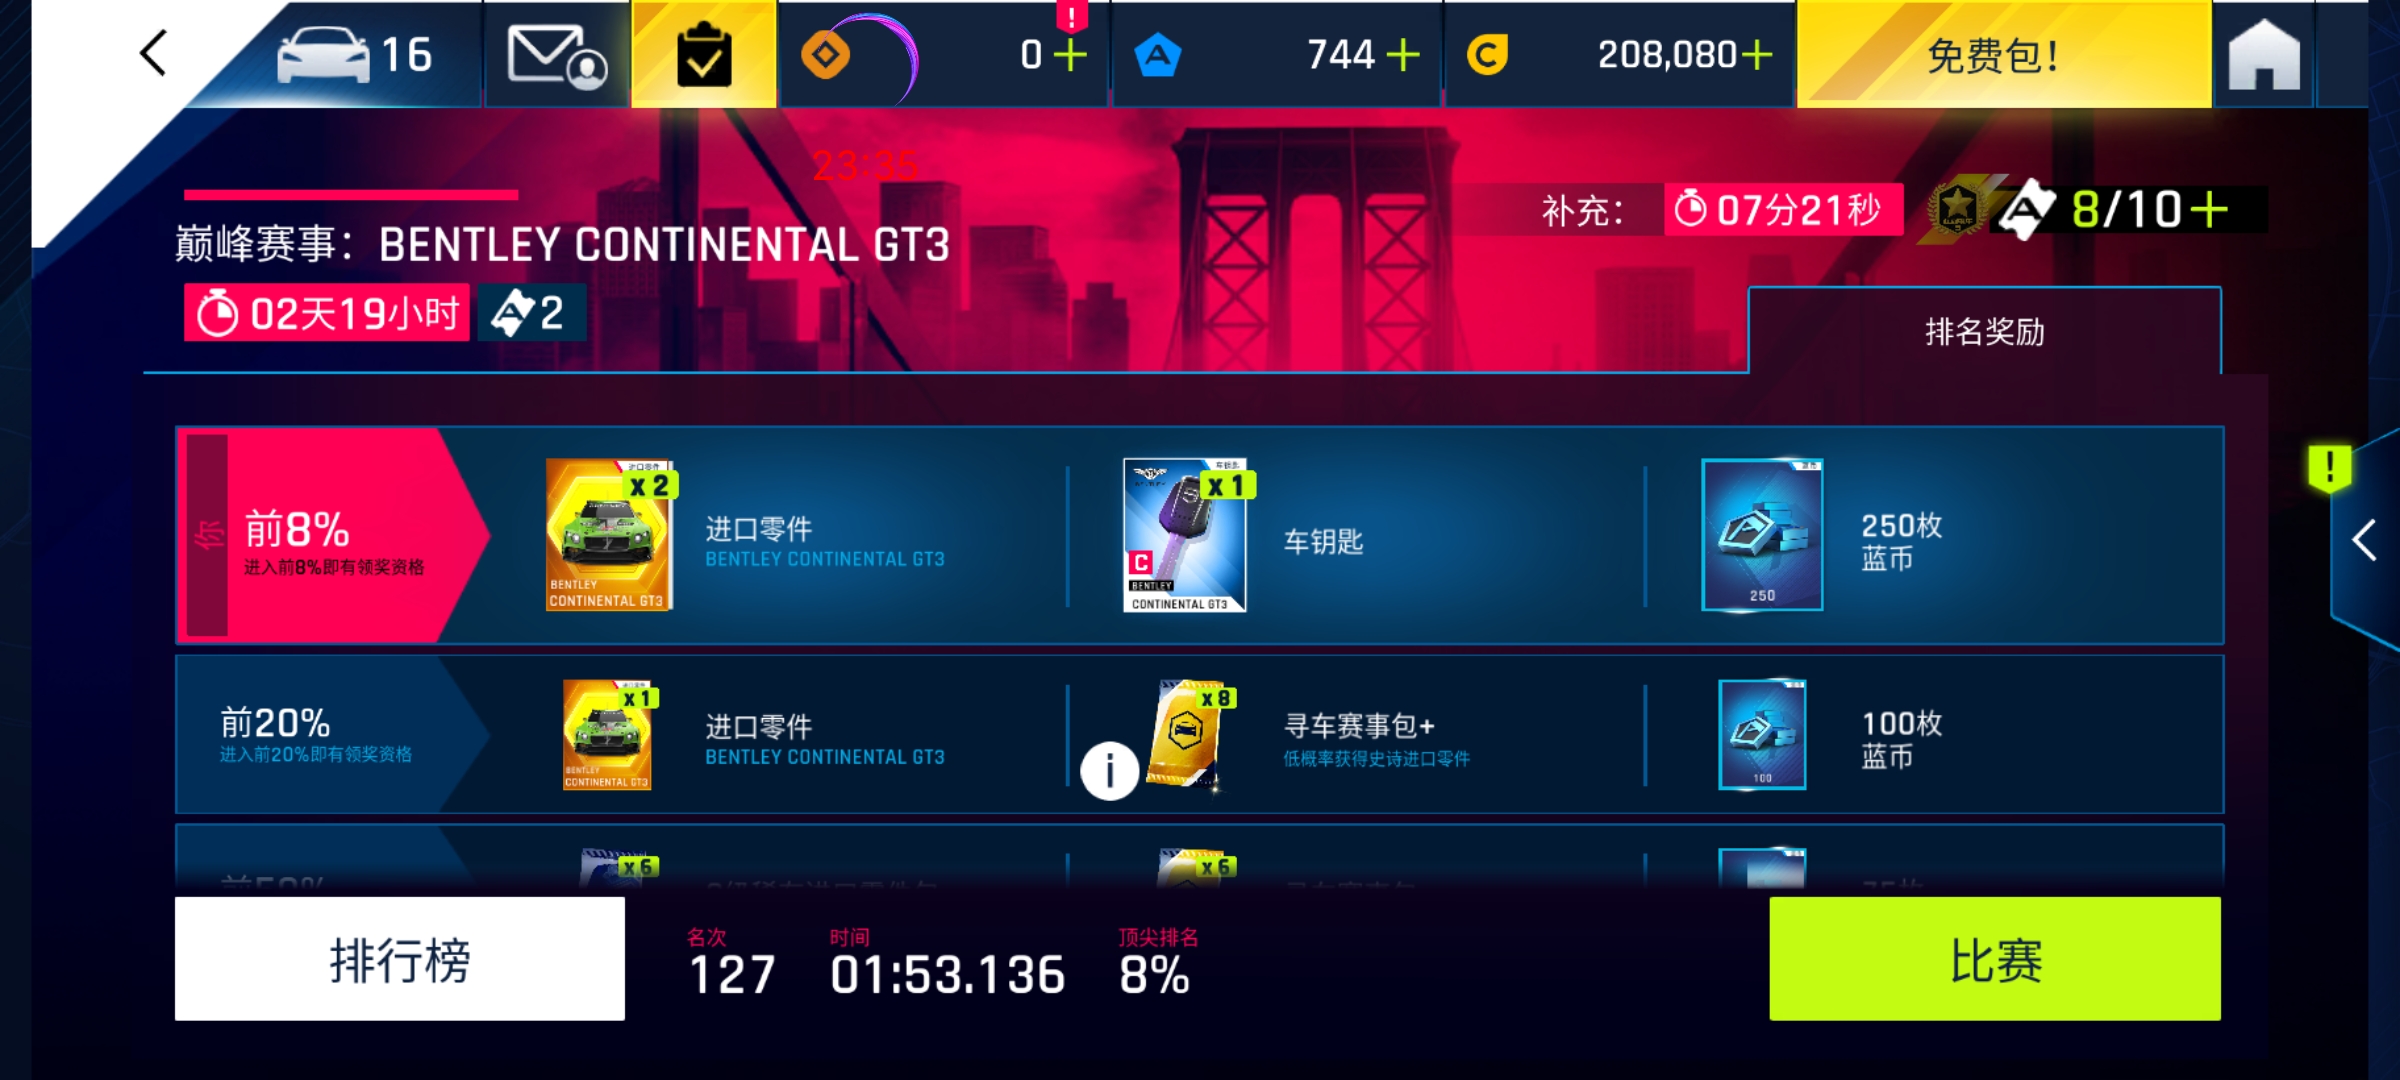 16
0
744
208,080
免费包！
23:35
补充：
07分21秒
8/10
巅峰赛事：BENTLEY CONTINENTAL GT3
02天19小时
2
排名奖励
你
前8%
进入前8%即有领奖资格
进口零件
x 2
BENTLEY
CONTINENTAL GT3
进口零件
BENTLEY CONTINENTAL GT3
车钥匙
x 1
C
BENTLEY
CONTINENTAL GT3
车钥匙
250
250枚
蓝币
前20%
进入前20%即有领奖资格
x 1
BENTLEY
CONTINENTAL GT3
进口零件
BENTLEY CONTINENTAL GT3
x 8
寻车赛事包+
低概率获得史诗进口零件
100
100枚
蓝币
x 6
x 6
排行榜
名次
127
时间
01:53.136
顶尖排名
8%
比赛